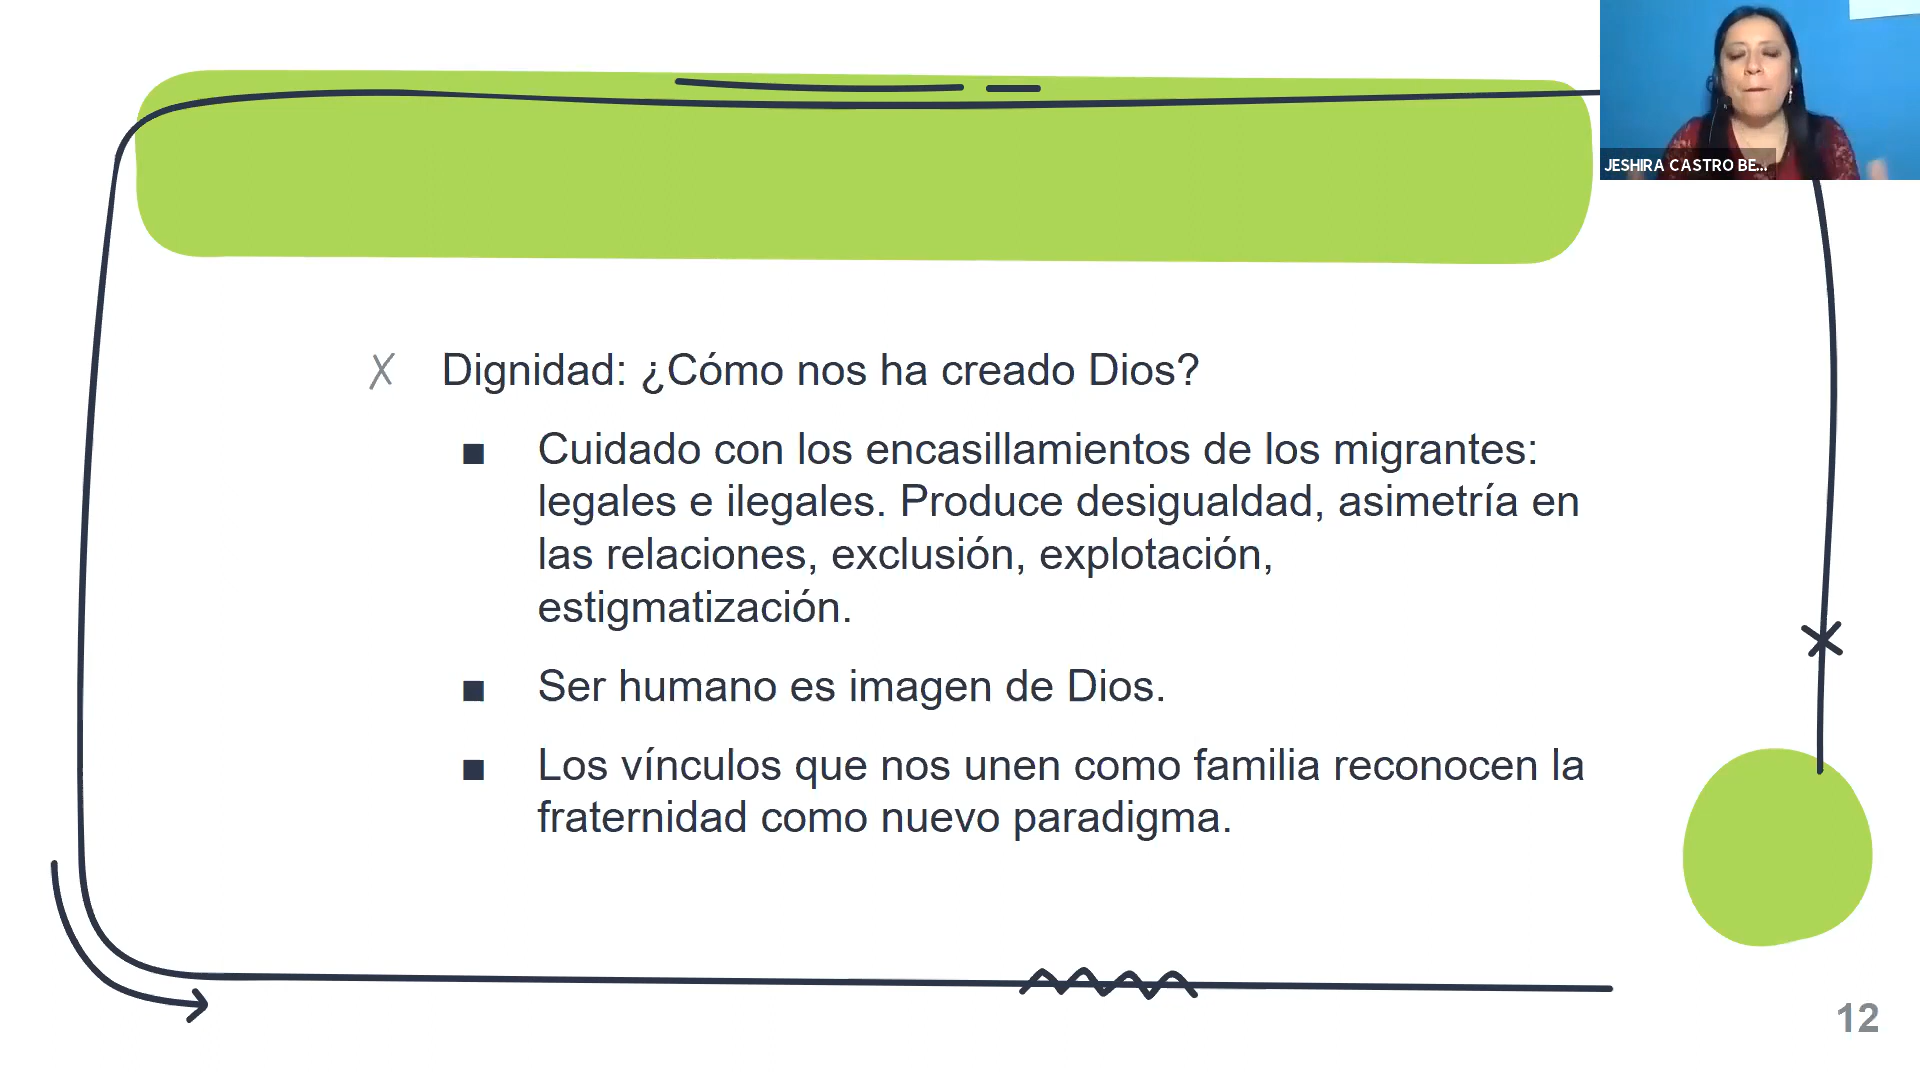 JESHIRA CASTRO BE...
Dignidad: ¿Cómo nos ha creado Dios?
Cuidado con los encasillamientos de los migrantes:
legales e ilegales. Produce desigualdad, asimetría en
las relaciones, exclusión, explotación,
estigmatización.
Ser humano es imagen de Dios.
Los vínculos que nos unen como familia reconocen la
fraternidad como nuevo paradigma.
12